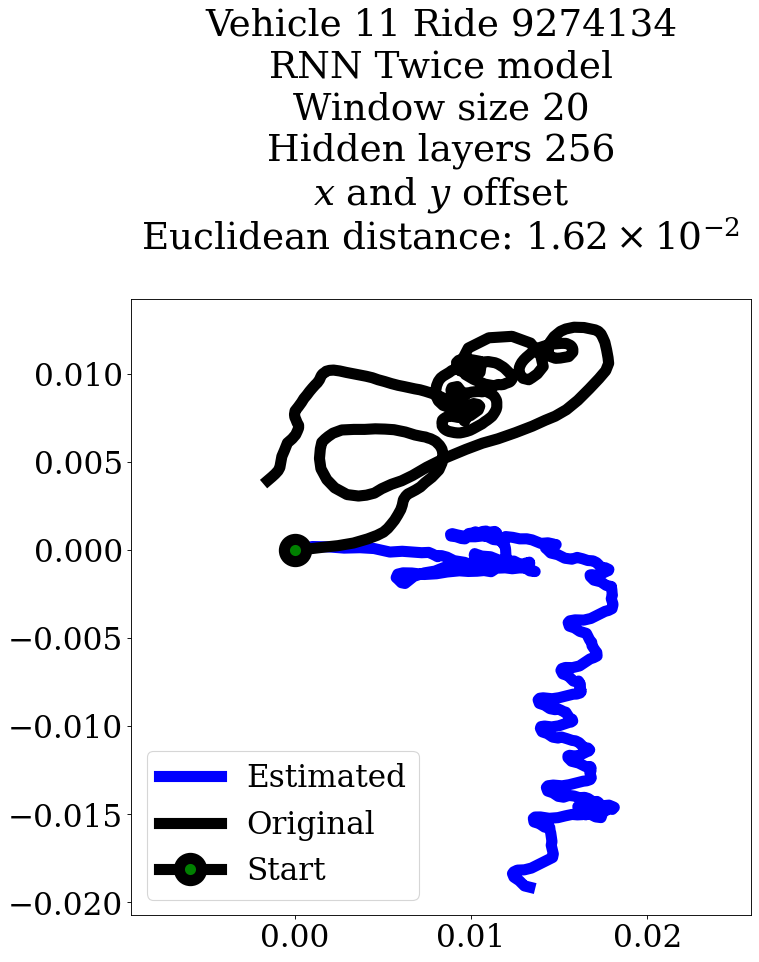 Vehicle 11 Ride 9274134
RNN Twice model
Window size 20
Hidden layers 256
x and y offset
Euclidean distance: 1.62 × 10⁻²
0.010
0.005
0.000
−0.005
−0.010
−0.015
−0.020
Estimated
Original
Start
0.00 0.01 0.02